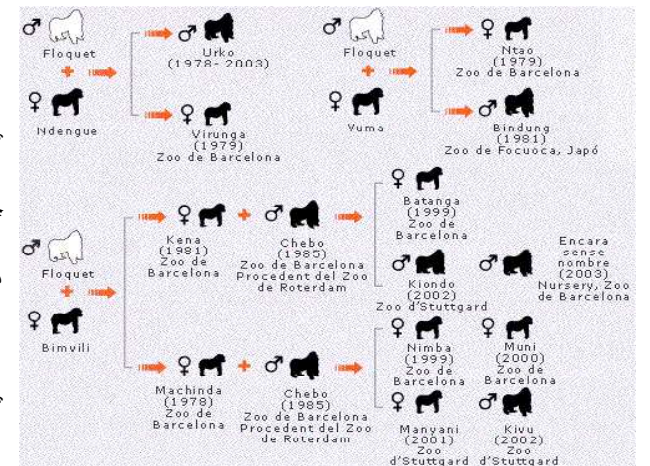 Floquet
Ndengue
Urko
(1978- 2003)
Virunga
(1979)
Zoo de Barcelona
Floquet
Yuma
Ntao
(1979)
Zoo de Barcelona
Bindung
(1981)
Zoo de Focuoca, Japó
Floquet
Bimvili
Kena
(1981)
Zoo de
Barcelona
Chebo
(1985)
Zoo de Barcelona
Procedent del Zoo
de Roterdam
Batanga
(1999)
Zoo de
Barcelona
Kiondo
(2002)
Zoo d'Stuttgard
Encara
sense
nombre
(2003)
Nursery, Zoo
de Barcelona
Machinda
(1978)
Zoo de
Barcelona
Chebo
(1985)
Zoo de Barcelona
Procedent del Zoo
de Roterdam
Nimba
(1999)
Zoo de
Barcelona
Muni
(2000)
Zoo de
Barcelona
Manyani
(2001)
Zoo
d'Stuttgard
Kivu
(2002)
Zoo
d'Stuttgard